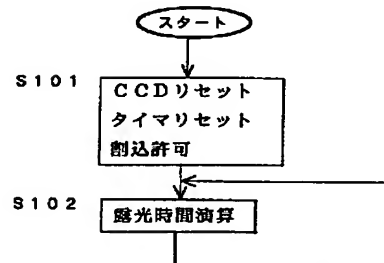 スタート
S101
CCDリセット
タイマリセット
割込許可
S102
露光時間演算